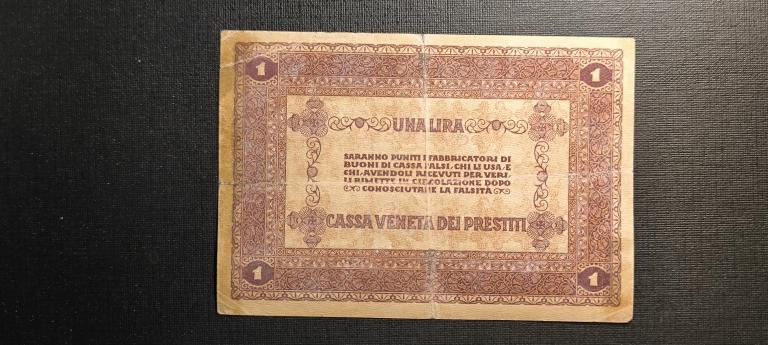 1 1
UNA LIRA
SARANNO PUNITI I FABBRICATORI DI
BUONI DI CASSA FALSI, CHI LI USA E
CHI, AVENDOLI RICEVUTI PER VERI,
LI RIMETTE IN CIRCOLAZIONE DOPO
CONOSCIUTANE LA FALSITÀ
CASSA VENETA DEI PRESTITI
1 1